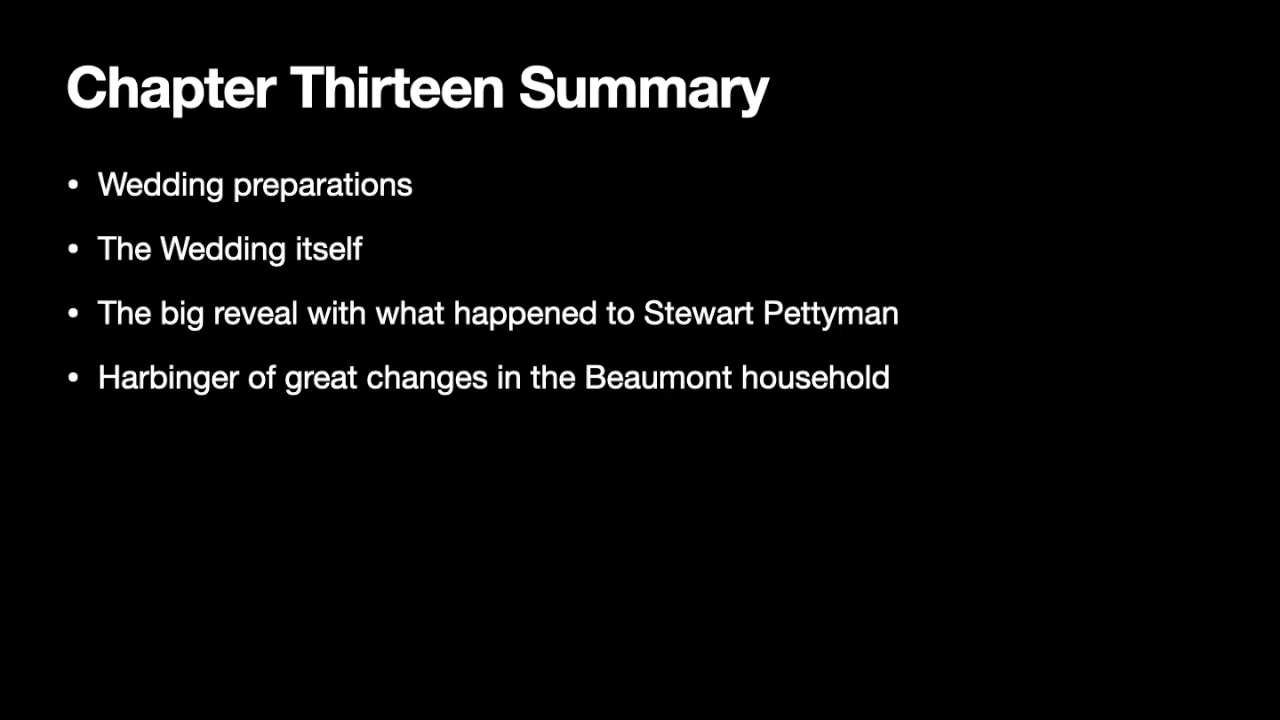 Chapter Thirteen Summary
• Wedding preparations
• The Wedding itself
• The big reveal with what happened to Stewart Pettyman
• Harbinger of great changes in the Beaumont household